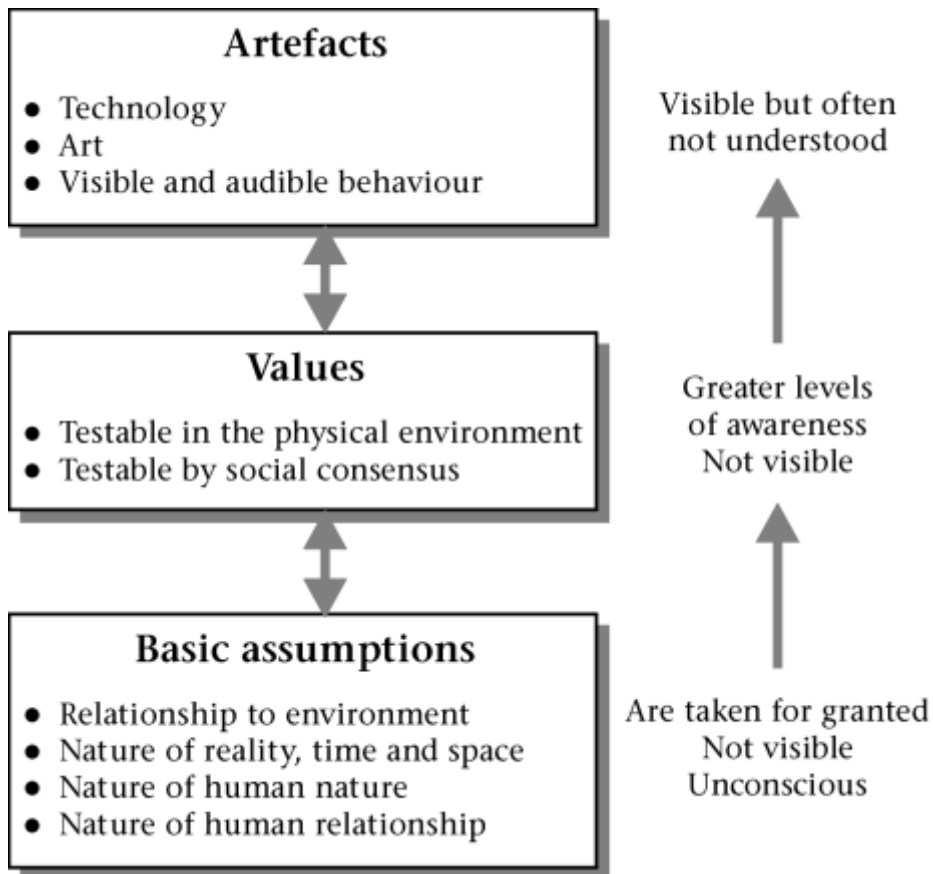 Artefacts
● Technology
● Art
● Visible and audible behaviour
Visible but often
not understood
Values
● Testable in the physical environment
● Testable by social consensus
Greater levels
of awareness
Not visible
Basic assumptions
● Relationship to environment
● Nature of reality, time and space
● Nature of human nature
● Nature of human relationship
Are taken for granted
Not visible
Unconscious